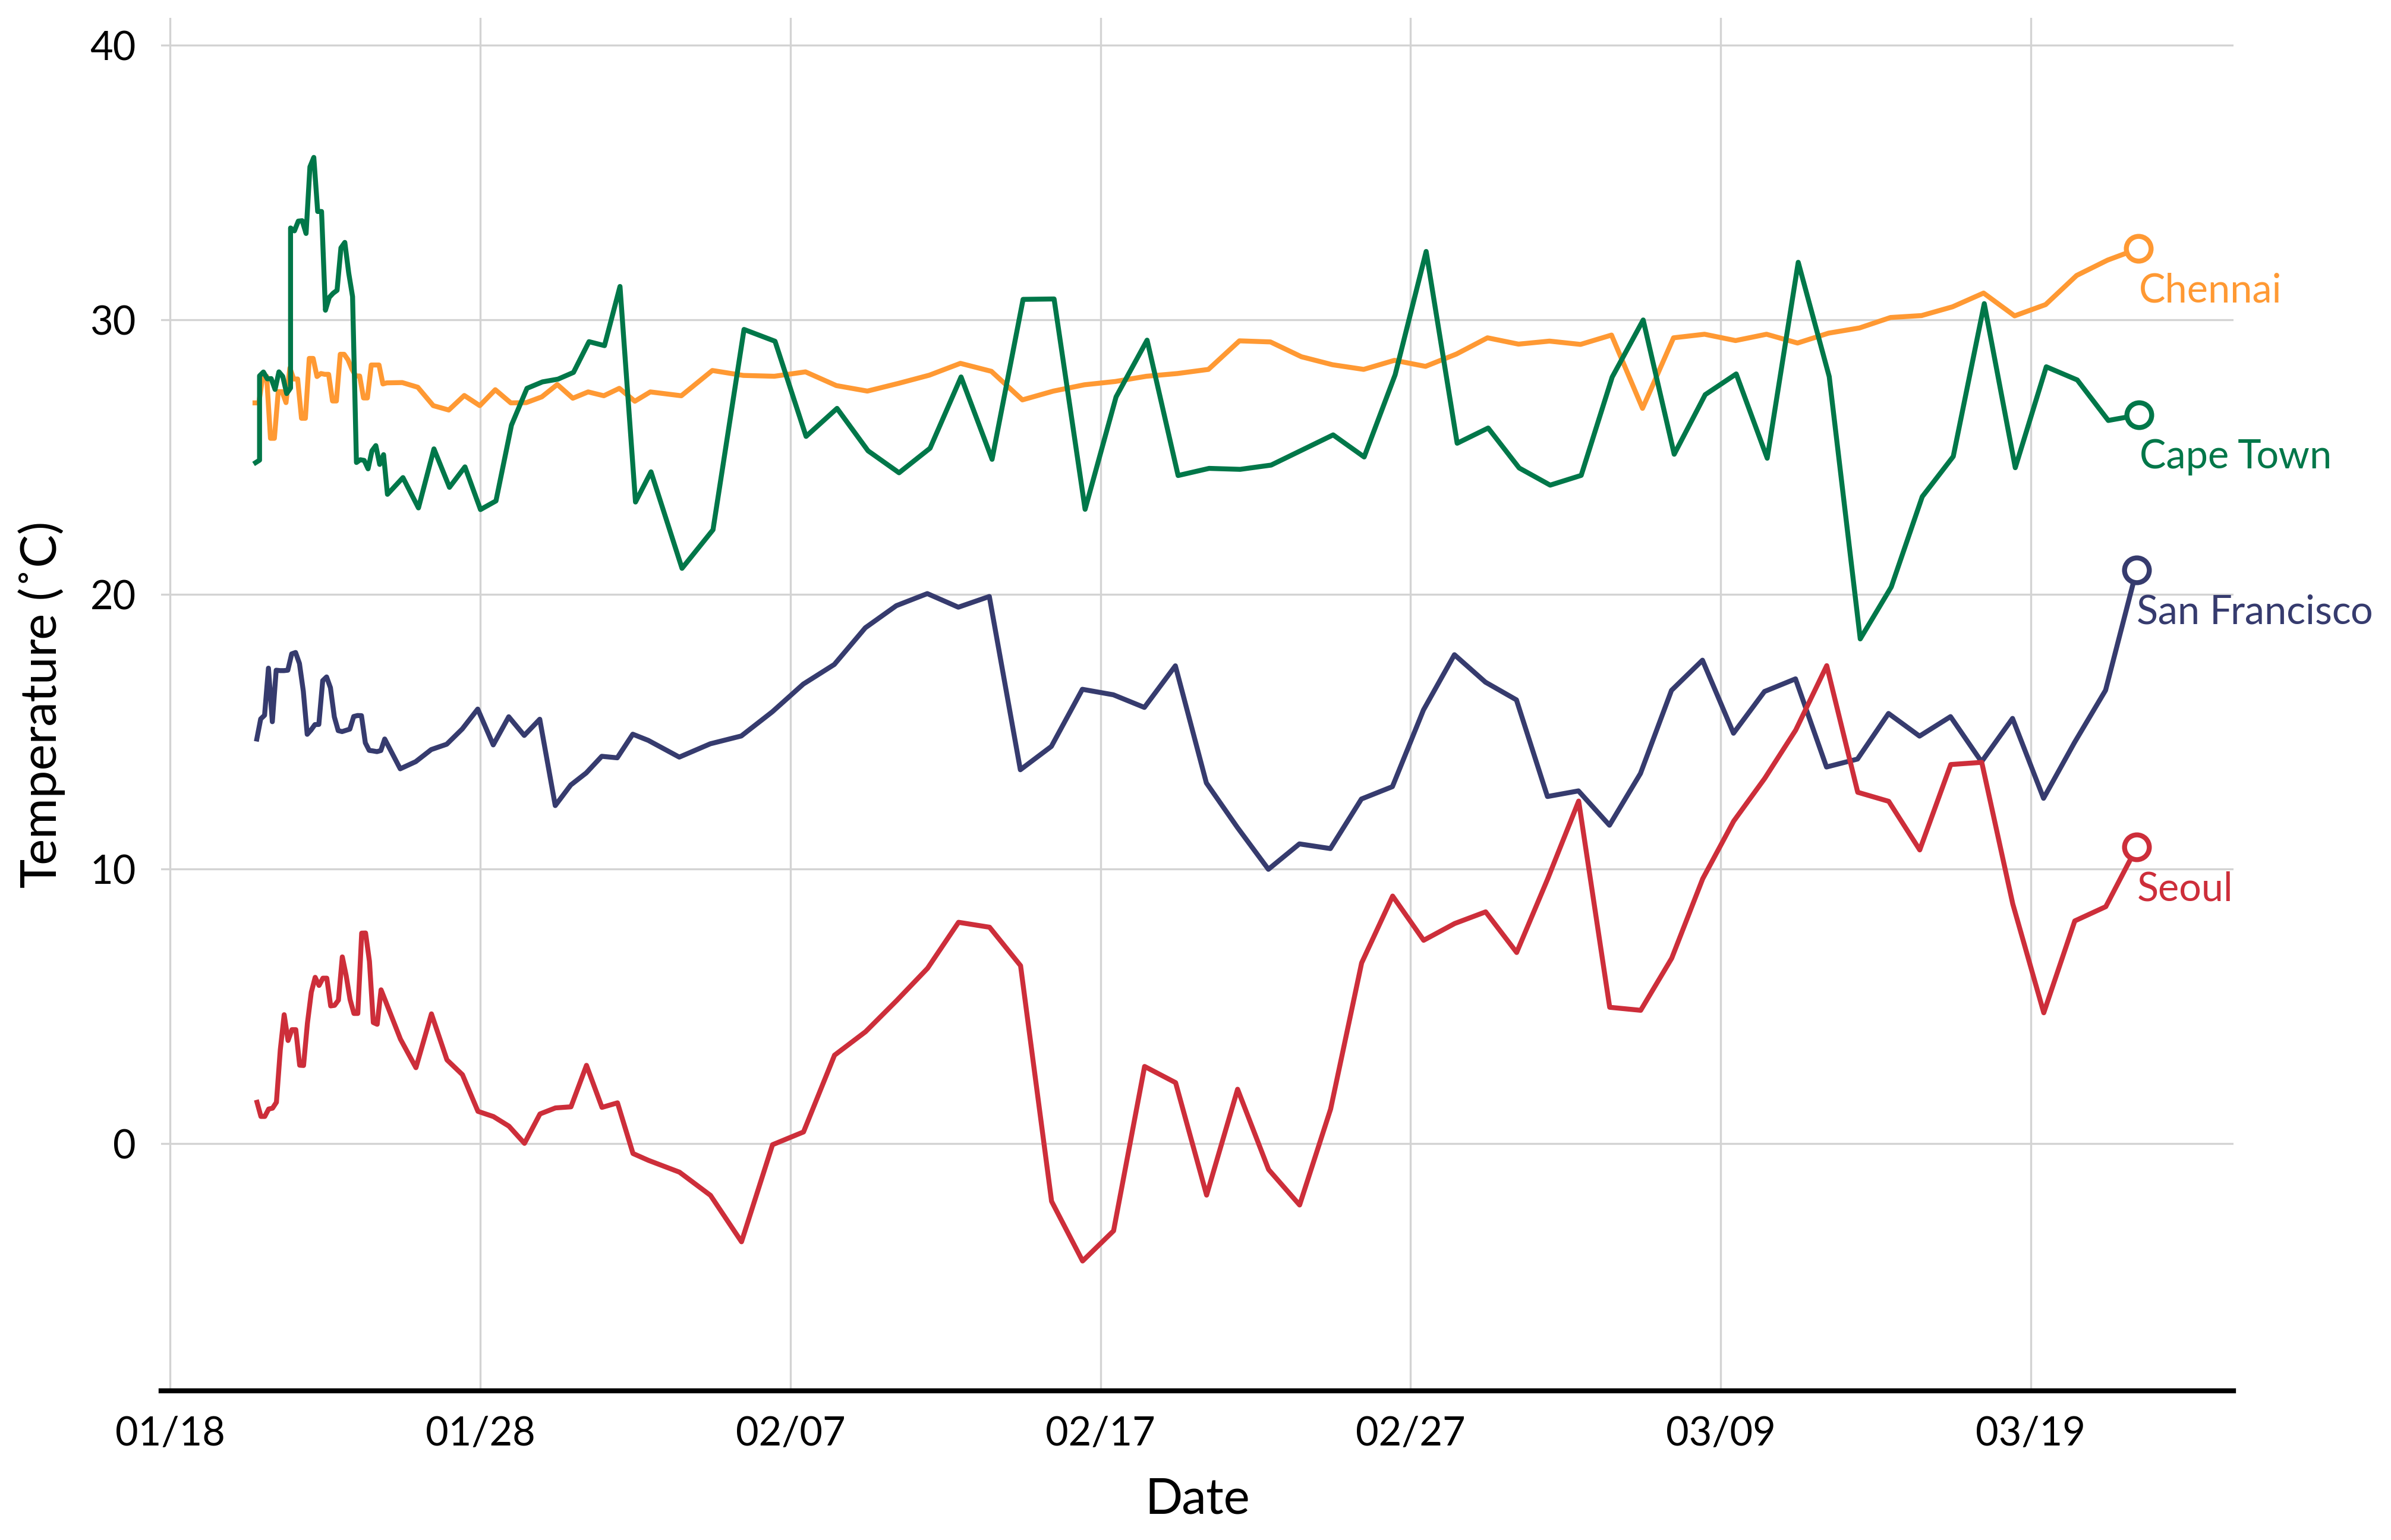 40
30
20
10
0
Temperature (°C)
Chennai
Cape Town
San Francisco
Seoul
01/18 01/28 02/07 02/17 02/27 03/09 03/19
Date